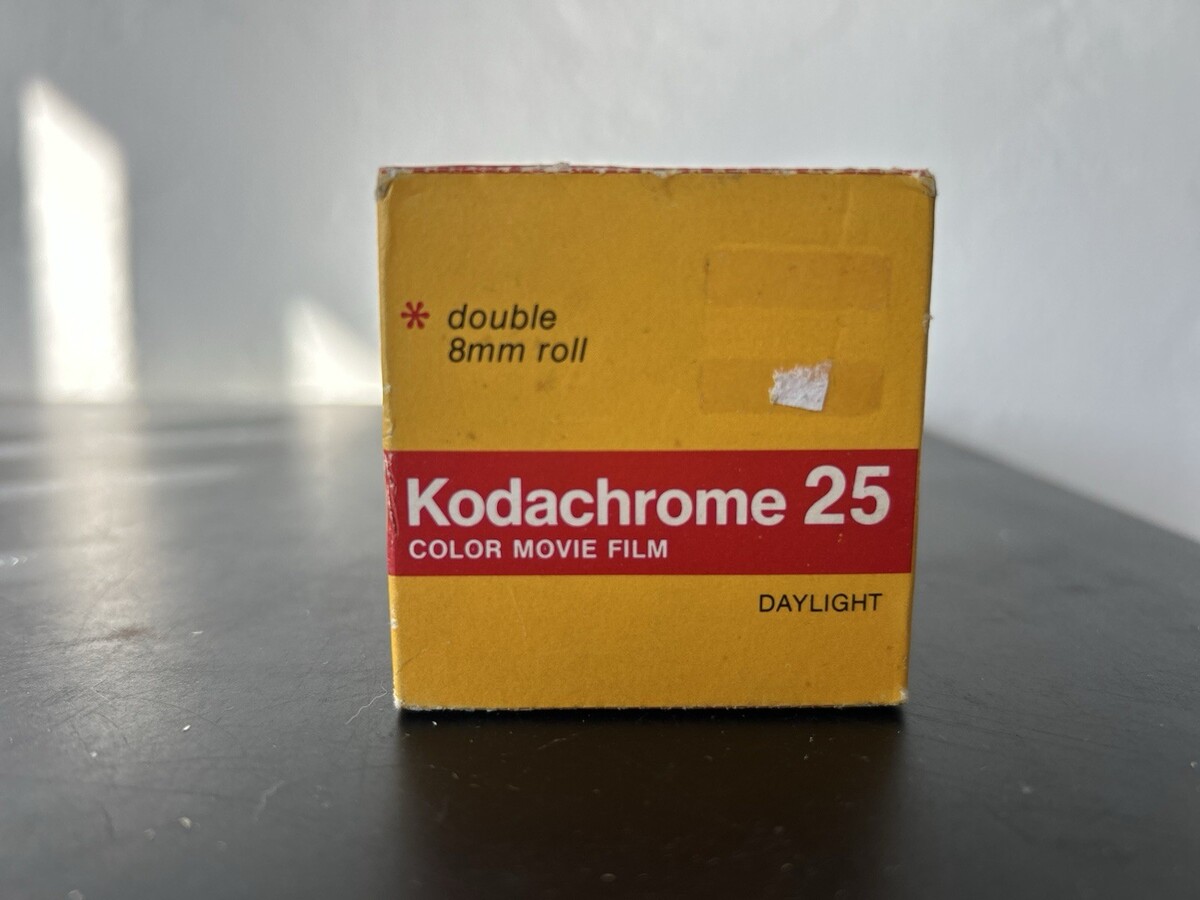 * double
8mm roll
Kodachrome 25
COLOR MOVIE FILM
DAYLIGHT